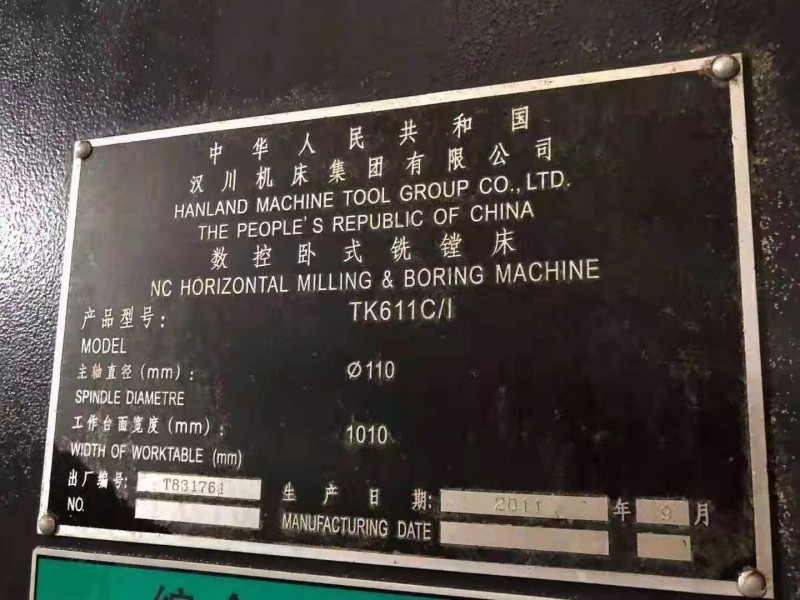 中华人民共和国
汉川机床集团有限公司
HANLAND MACHINE TOOL GROUP CO.,LTD.
THE PEOPLE'S REPUBLIC OF CHINA
数控卧式铣镗床
NC HORIZONTAL MILLING & BORING MACHINE
产品型号: TK611C/I
MODEL
主轴直径(mm): Ø110
SPINDLE DIAMETRE
工作台面宽度(mm): 1010
WIDTH OF WORKTABLE (mm)
出厂编号: T831761 生产日期: 2011 年 9 月
NO. MANUFACTURING DATE